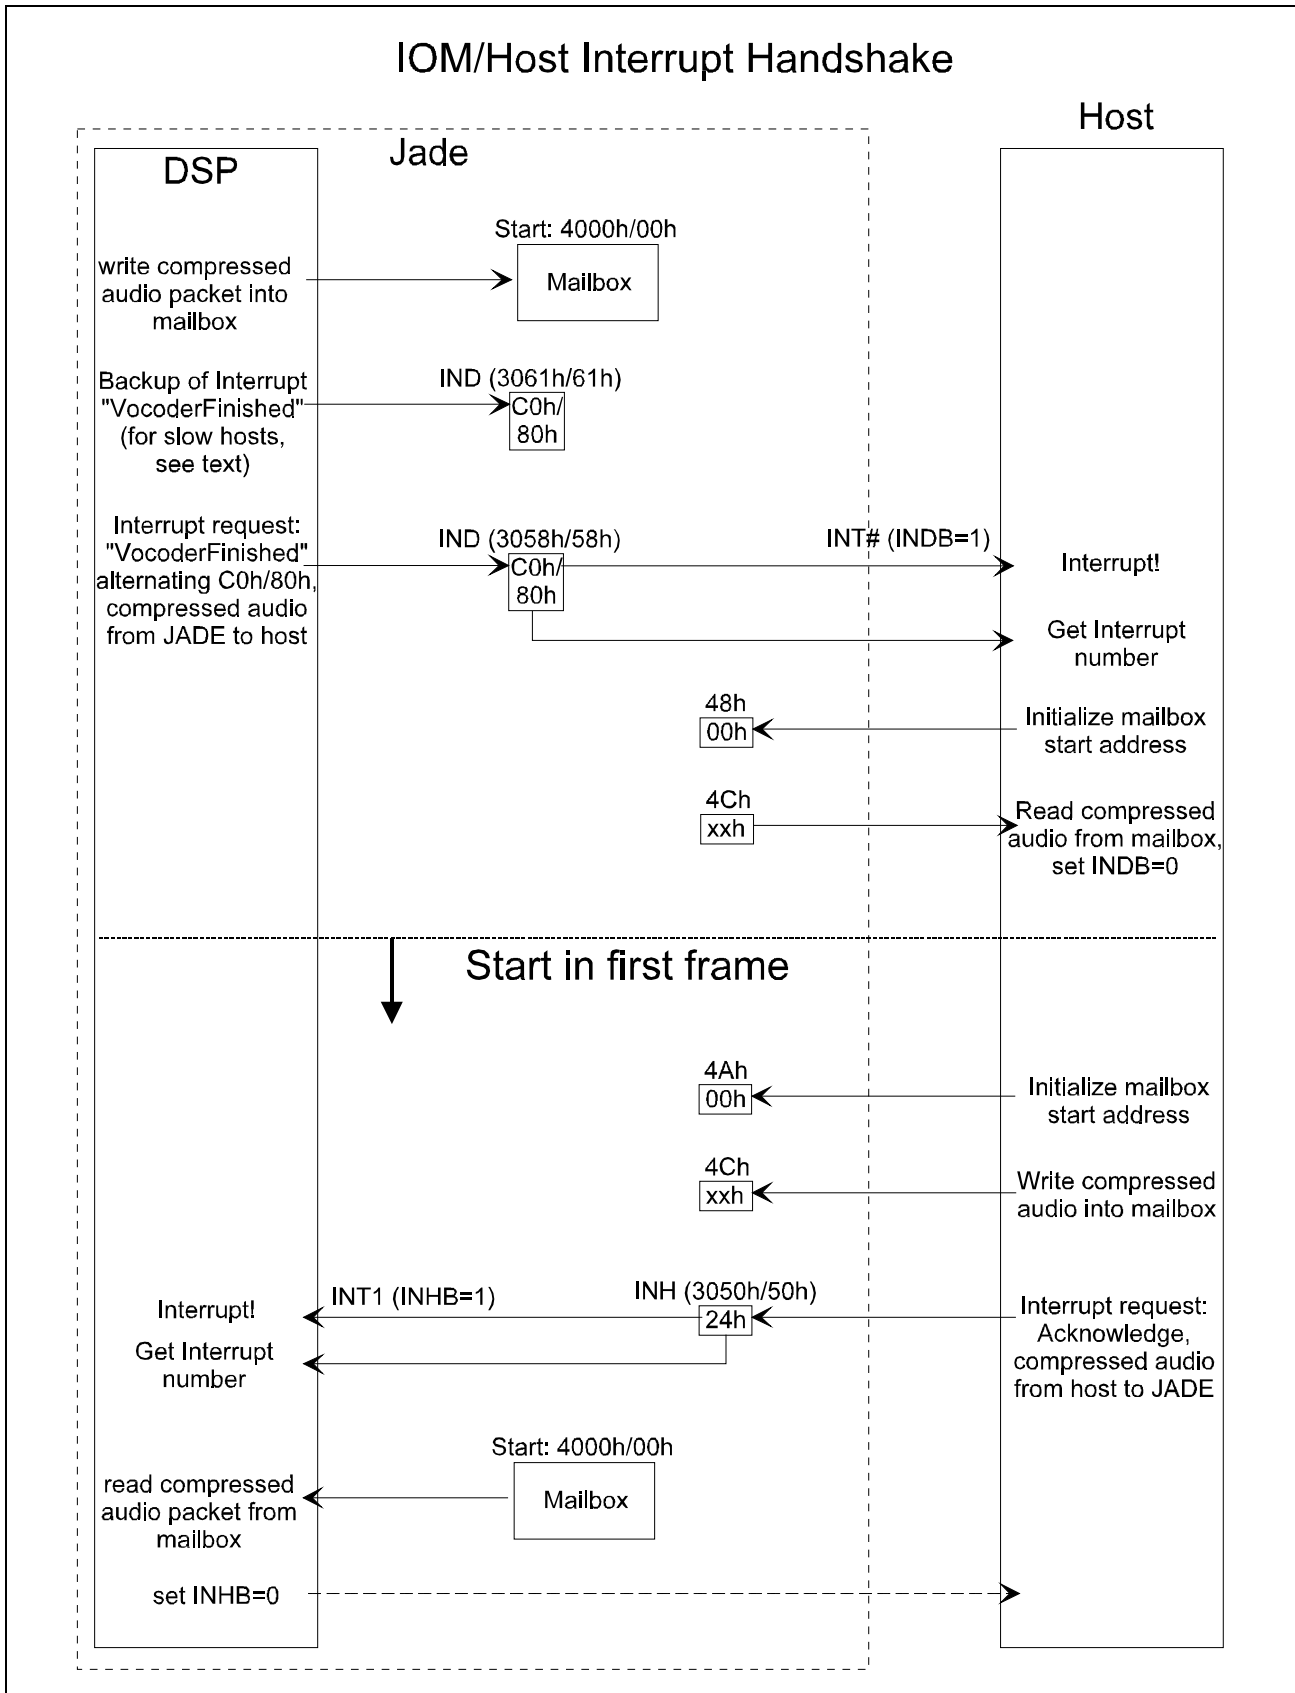 IOM/Host Interrupt Handshake
Host
Jade
DSP
Start: 4000h/00h
Mailbox
write compressed
audio packet into
mailbox
IND (3061h/61h)
C0h/
80h
Backup of Interrupt
"VocoderFinished"
(for slow hosts,
see text)
Interrupt request:
"VocoderFinished"
alternating C0h/80h,
compressed audio
from JADE to host
IND (3058h/58h)
C0h/
80h
INT# (INDB=1)
Interrupt!
Get Interrupt
number
48h
00h
Initialize mailbox
start address
4Ch
xxh
Read compressed
audio from mailbox,
set INDB=0
Start in first frame
4Ah
00h
Initialize mailbox
start address
4Ch
xxh
Write compressed
audio into mailbox
INH (3050h/50h)
24h
Interrupt request:
Acknowledge,
compressed audio
from host to JADE
INT1 (INHB=1)
Interrupt!
Get Interrupt
number
Start: 4000h/00h
Mailbox
read compressed
audio packet from
mailbox
set INHB=0